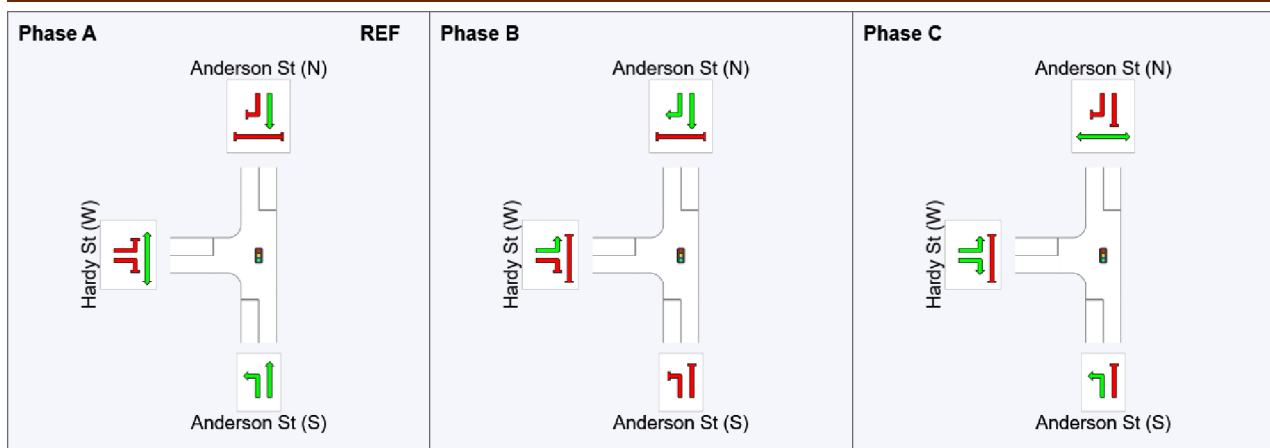 Phase A
REF
Anderson St (N)
Hardy St (W)
Anderson St (S)
Phase B
Anderson St (N)
Hardy St (W)
Anderson St (S)
Phase C
Anderson St (N)
Hardy St (W)
Anderson St (S)